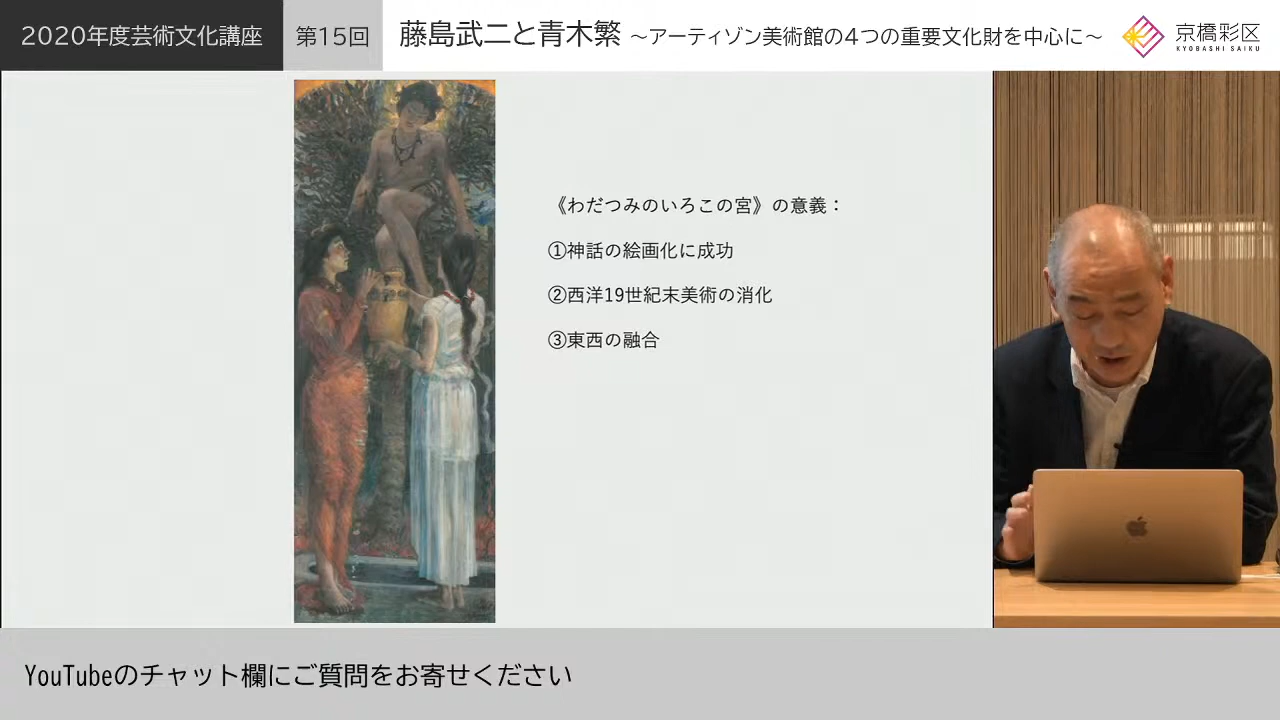 2020年度芸術文化講座
第15回
藤島武二と青木繁 ～アーティゾン美術館の4つの重要文化財を中心に～
京橋彩区
KYOBASHI SAIKU
《わだつみのいろこの宮》の意義：
①神話の絵画化に成功
②西洋19世紀末美術の消化
③東西の融合
YouTubeのチャット欄にご質問をお寄せください